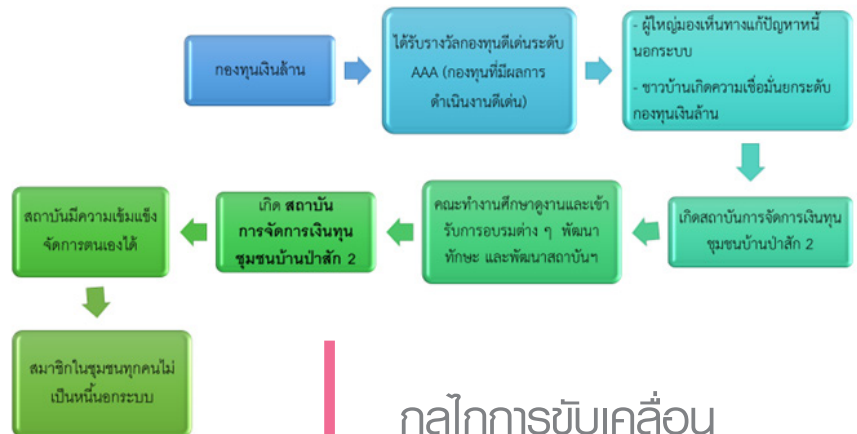 กองทุนเงินล้าน
ได้รับรางวัลกองทุนดีเด่นระดับ
AAA (กองทุนที่มีผลการ
ดำเนินงานดีเด่น)
- ผู้ใหญ่มองเห็นทางแก้ปัญหาหนี้
นอกระบบ
- ชาวบ้านเกิดความเชื่อมั่นยกระดับ
กองทุนเงินล้าน
เกิดสถาบันการจัดการเงินทุน
ชุมชนบ้านป่าสัก 2
คณะทำงานศึกษาดูงานและเข้า
รับการอบรมต่าง ๆ พัฒนา
ทักษะ และพัฒนาสถาบันฯ
เกิด สถาบัน
การจัดการเงินทุน
ชุมชนบ้านป่าสัก 2
สถาบันมีความเข้มแข็ง
จัดการตนเองได้
สมาชิกในชุมชนทุกคนไม่
เป็นหนี้นอกระบบ
กลไกการขับเคลื่อน